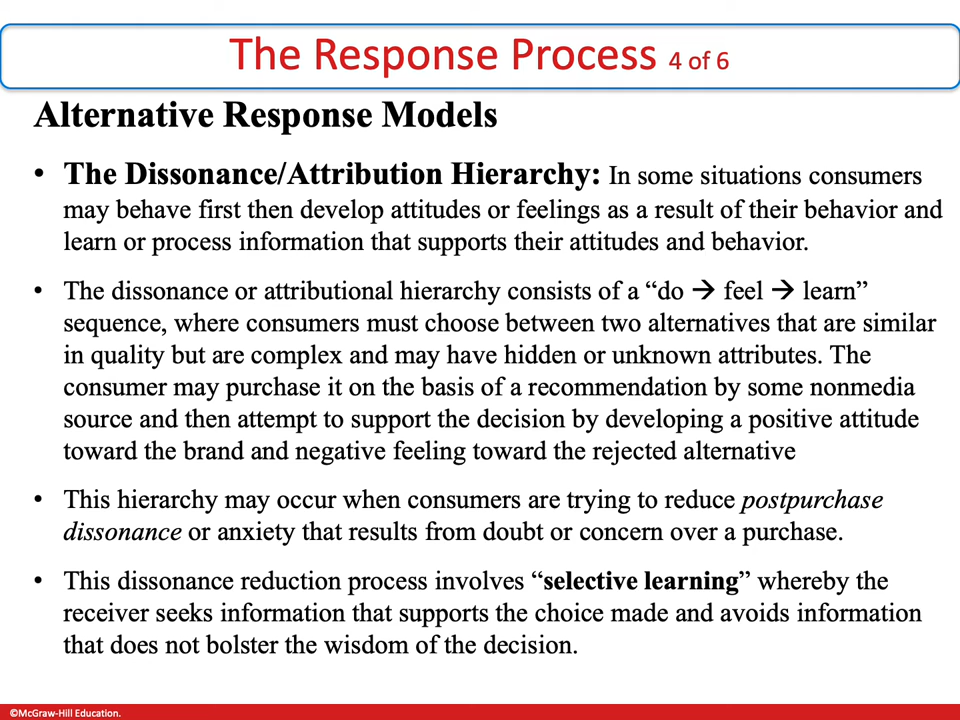 The Response Process 4 of 6
Alternative Response Models
• The Dissonance/Attribution Hierarchy: In some situations consumers
may behave first then develop attitudes or feelings as a result of their behavior and
learn or process information that supports their attitudes and behavior.
• The dissonance or attributional hierarchy consists of a “do → feel → learn”
sequence, where consumers must choose between two alternatives that are similar
in quality but are complex and may have hidden or unknown attributes. The
consumer may purchase it on the basis of a recommendation by some nonmedia
source and then attempt to support the decision by developing a positive attitude
toward the brand and negative feeling toward the rejected alternative
• This hierarchy may occur when consumers are trying to reduce postpurchase
dissonance or anxiety that results from doubt or concern over a purchase.
• This dissonance reduction process involves “selective learning” whereby the
receiver seeks information that supports the choice made and avoids information
that does not bolster the wisdom of the decision.
©McGraw-Hill Education.